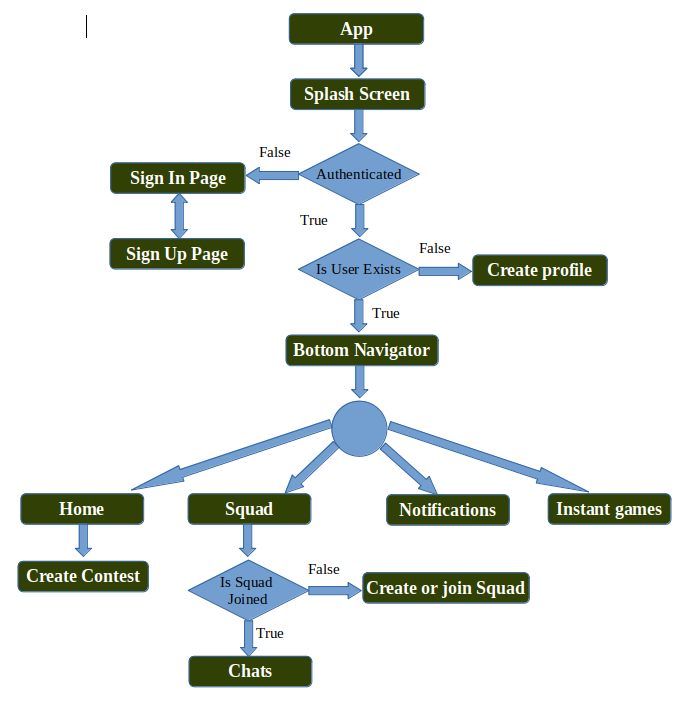 App
Splash Screen
False
Authenticated
Sign In Page
True
Sign Up Page
False
Is User Exists
Create profile
True
Bottom Navigator
Home
Squad
Notifications
Instant games
Create Contest
False
Is Squad
Joined
Create or join Squad
True
Chats